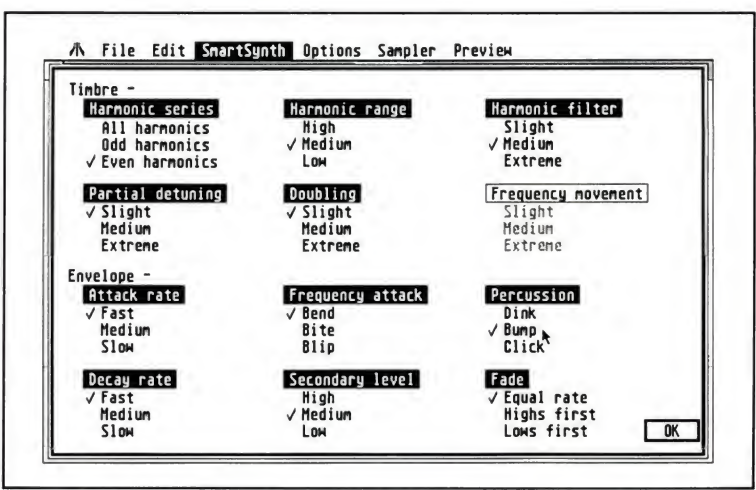 File Edit SmartSynth Options Sampler Preview
Timbre -
Harmonic series Harmonic range Harmonic filter
All harmonics High Slight
Odd harmonics √ Medium √ Medium
√ Even harmonics Low Extreme
Partial detuning Doubling Frequency movement
√ Slight √ Slight Slight
Medium Medium Medium
Extreme Extreme Extreme
Envelope -
Attack rate Frequency attack Percussion
√ Fast √ Bend Dink
Medium Bite √ Bump
Slow Blip Click
Decay rate Secondary level Fade
√ Fast High √ Equal rate
Medium √ Medium Highs first
Slow Low Lows first
OK